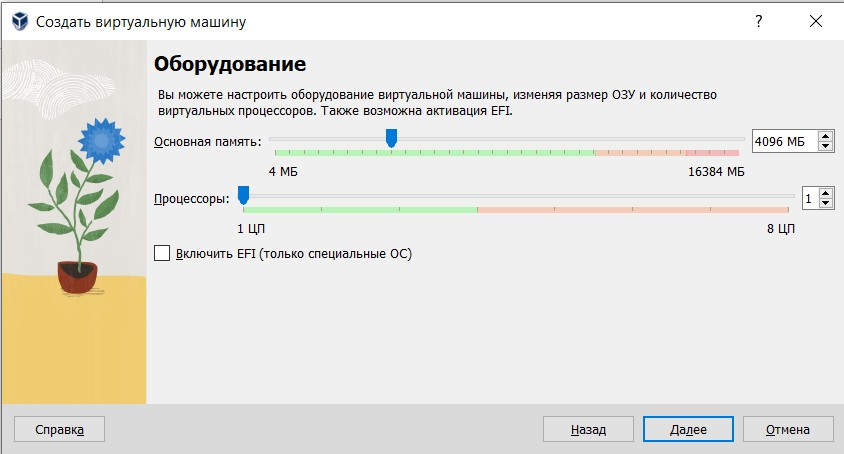 Создать виртуальную машину
?
Оборудование
Вы можете настроить оборудование виртуальной машины, изменяя размер ОЗУ и количество
виртуальных процессоров. Также возможна активация EFI.
Основная память: 4096 МБ
4 МБ 16384 МБ
Процессоры: 1
1 ЦП 8 ЦП
Включить EFI (только специальные ОС)
Справка Назад Далее Отмена